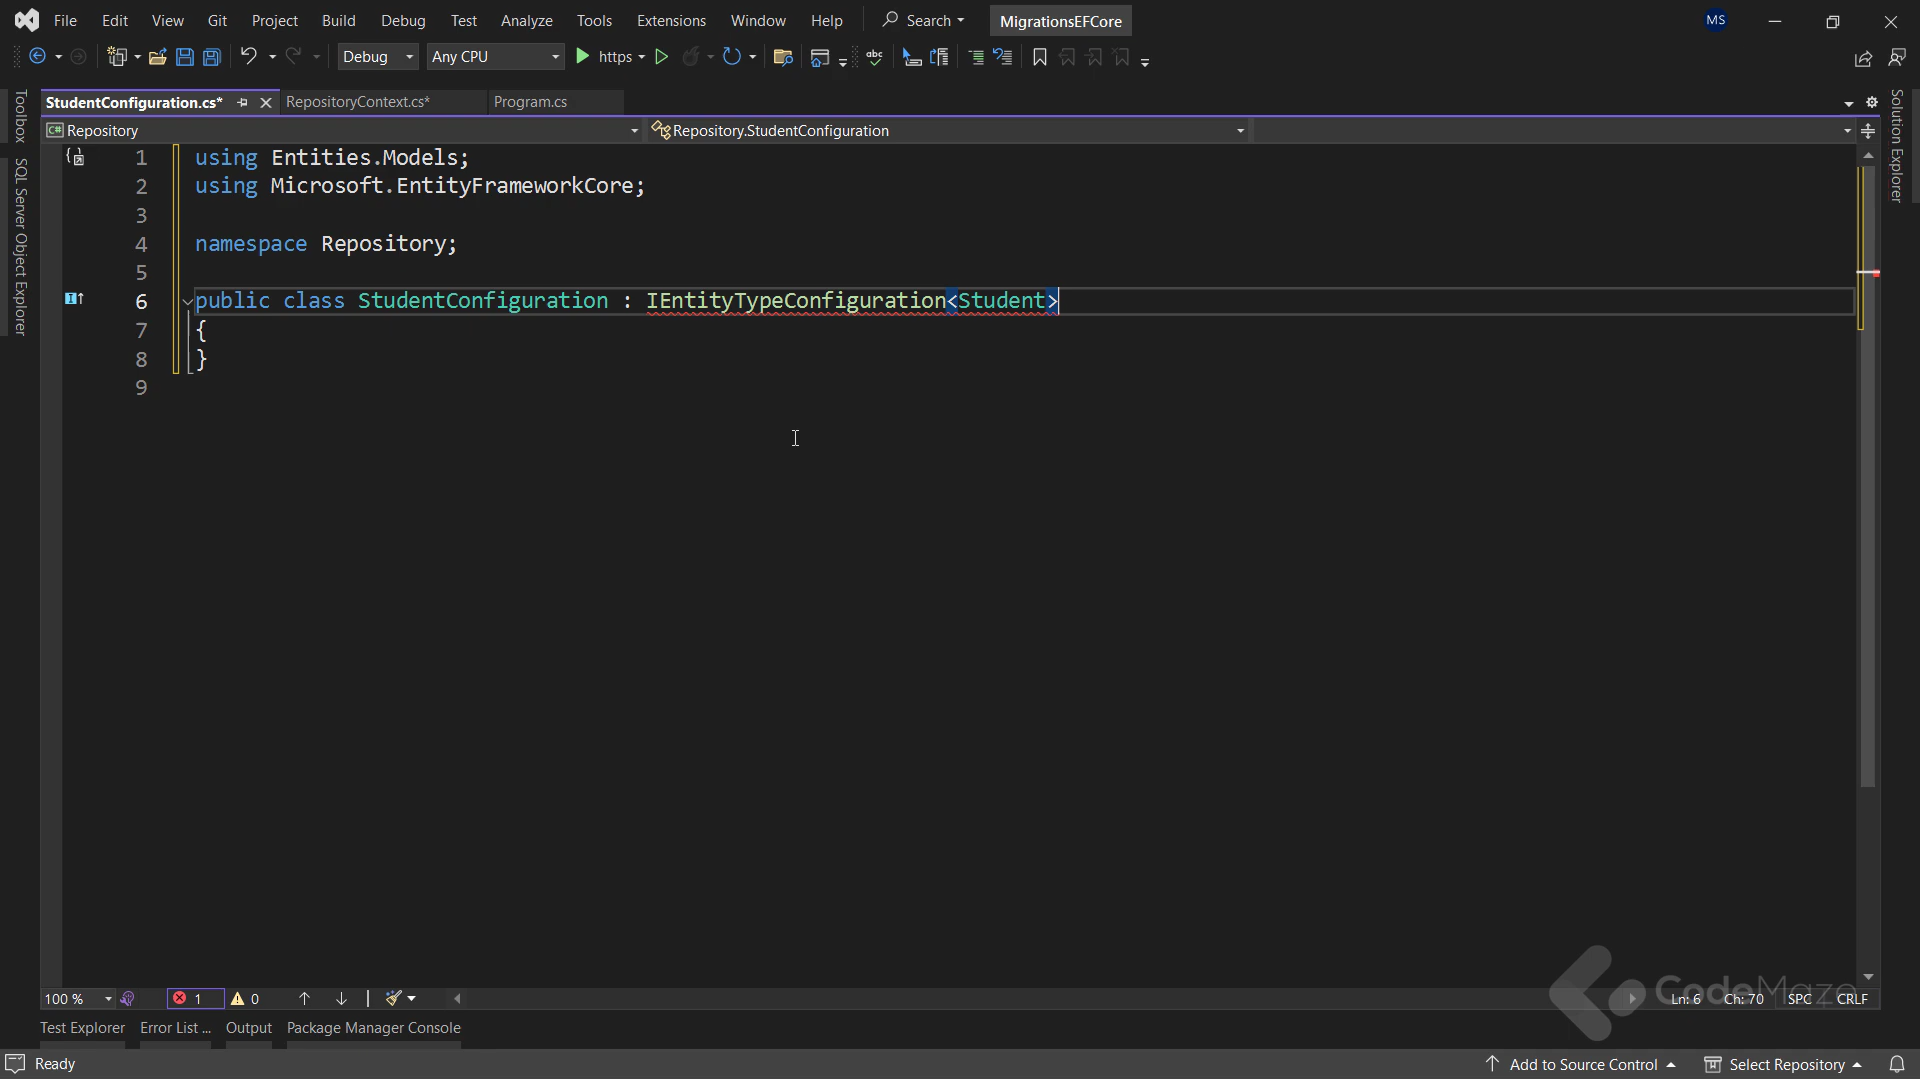 File Edit View Git Project Build Debug Test Analyze Tools Extensions Window Help Search MigrationsEFCore MS
Debug Any CPU https abc
StudentConfiguration.cs* RepositoryContext.cs* Program.cs
C# Repository Repository.StudentConfiguration
Toolbox
SQL Server Object Explorer
Solution Explorer
1 using Entities.Models;
2 using Microsoft.EntityFrameworkCore;
3
4 namespace Repository;
5
6 public class StudentConfiguration : IEntityTypeConfiguration<Student>
7 {
8 }
9
100 % 1 0 Ln: 6 Ch: 70 SPC CRLF
CodeMaze
Test Explorer Error List ... Output Package Manager Console
Ready Add to Source Control Select Repository